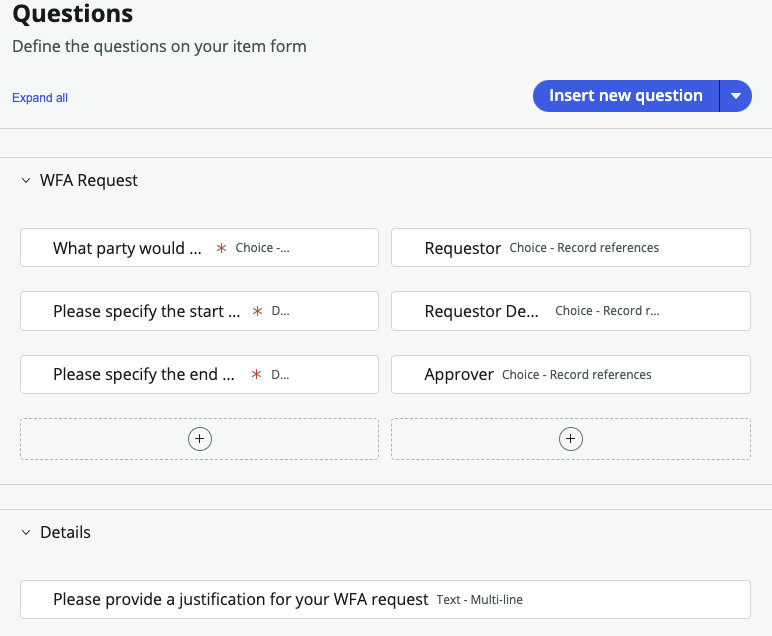 Questions
Define the questions on your item form
Expand all
Insert new question
WFA Request
What party would ... * Choice -...
Requestor Choice - Record references
Please specify the start ... * D...
Requestor De... Choice - Record r...
Please specify the end ... * D...
Approver Choice - Record references
Details
Please provide a justification for your WFA request Text - Multi-line